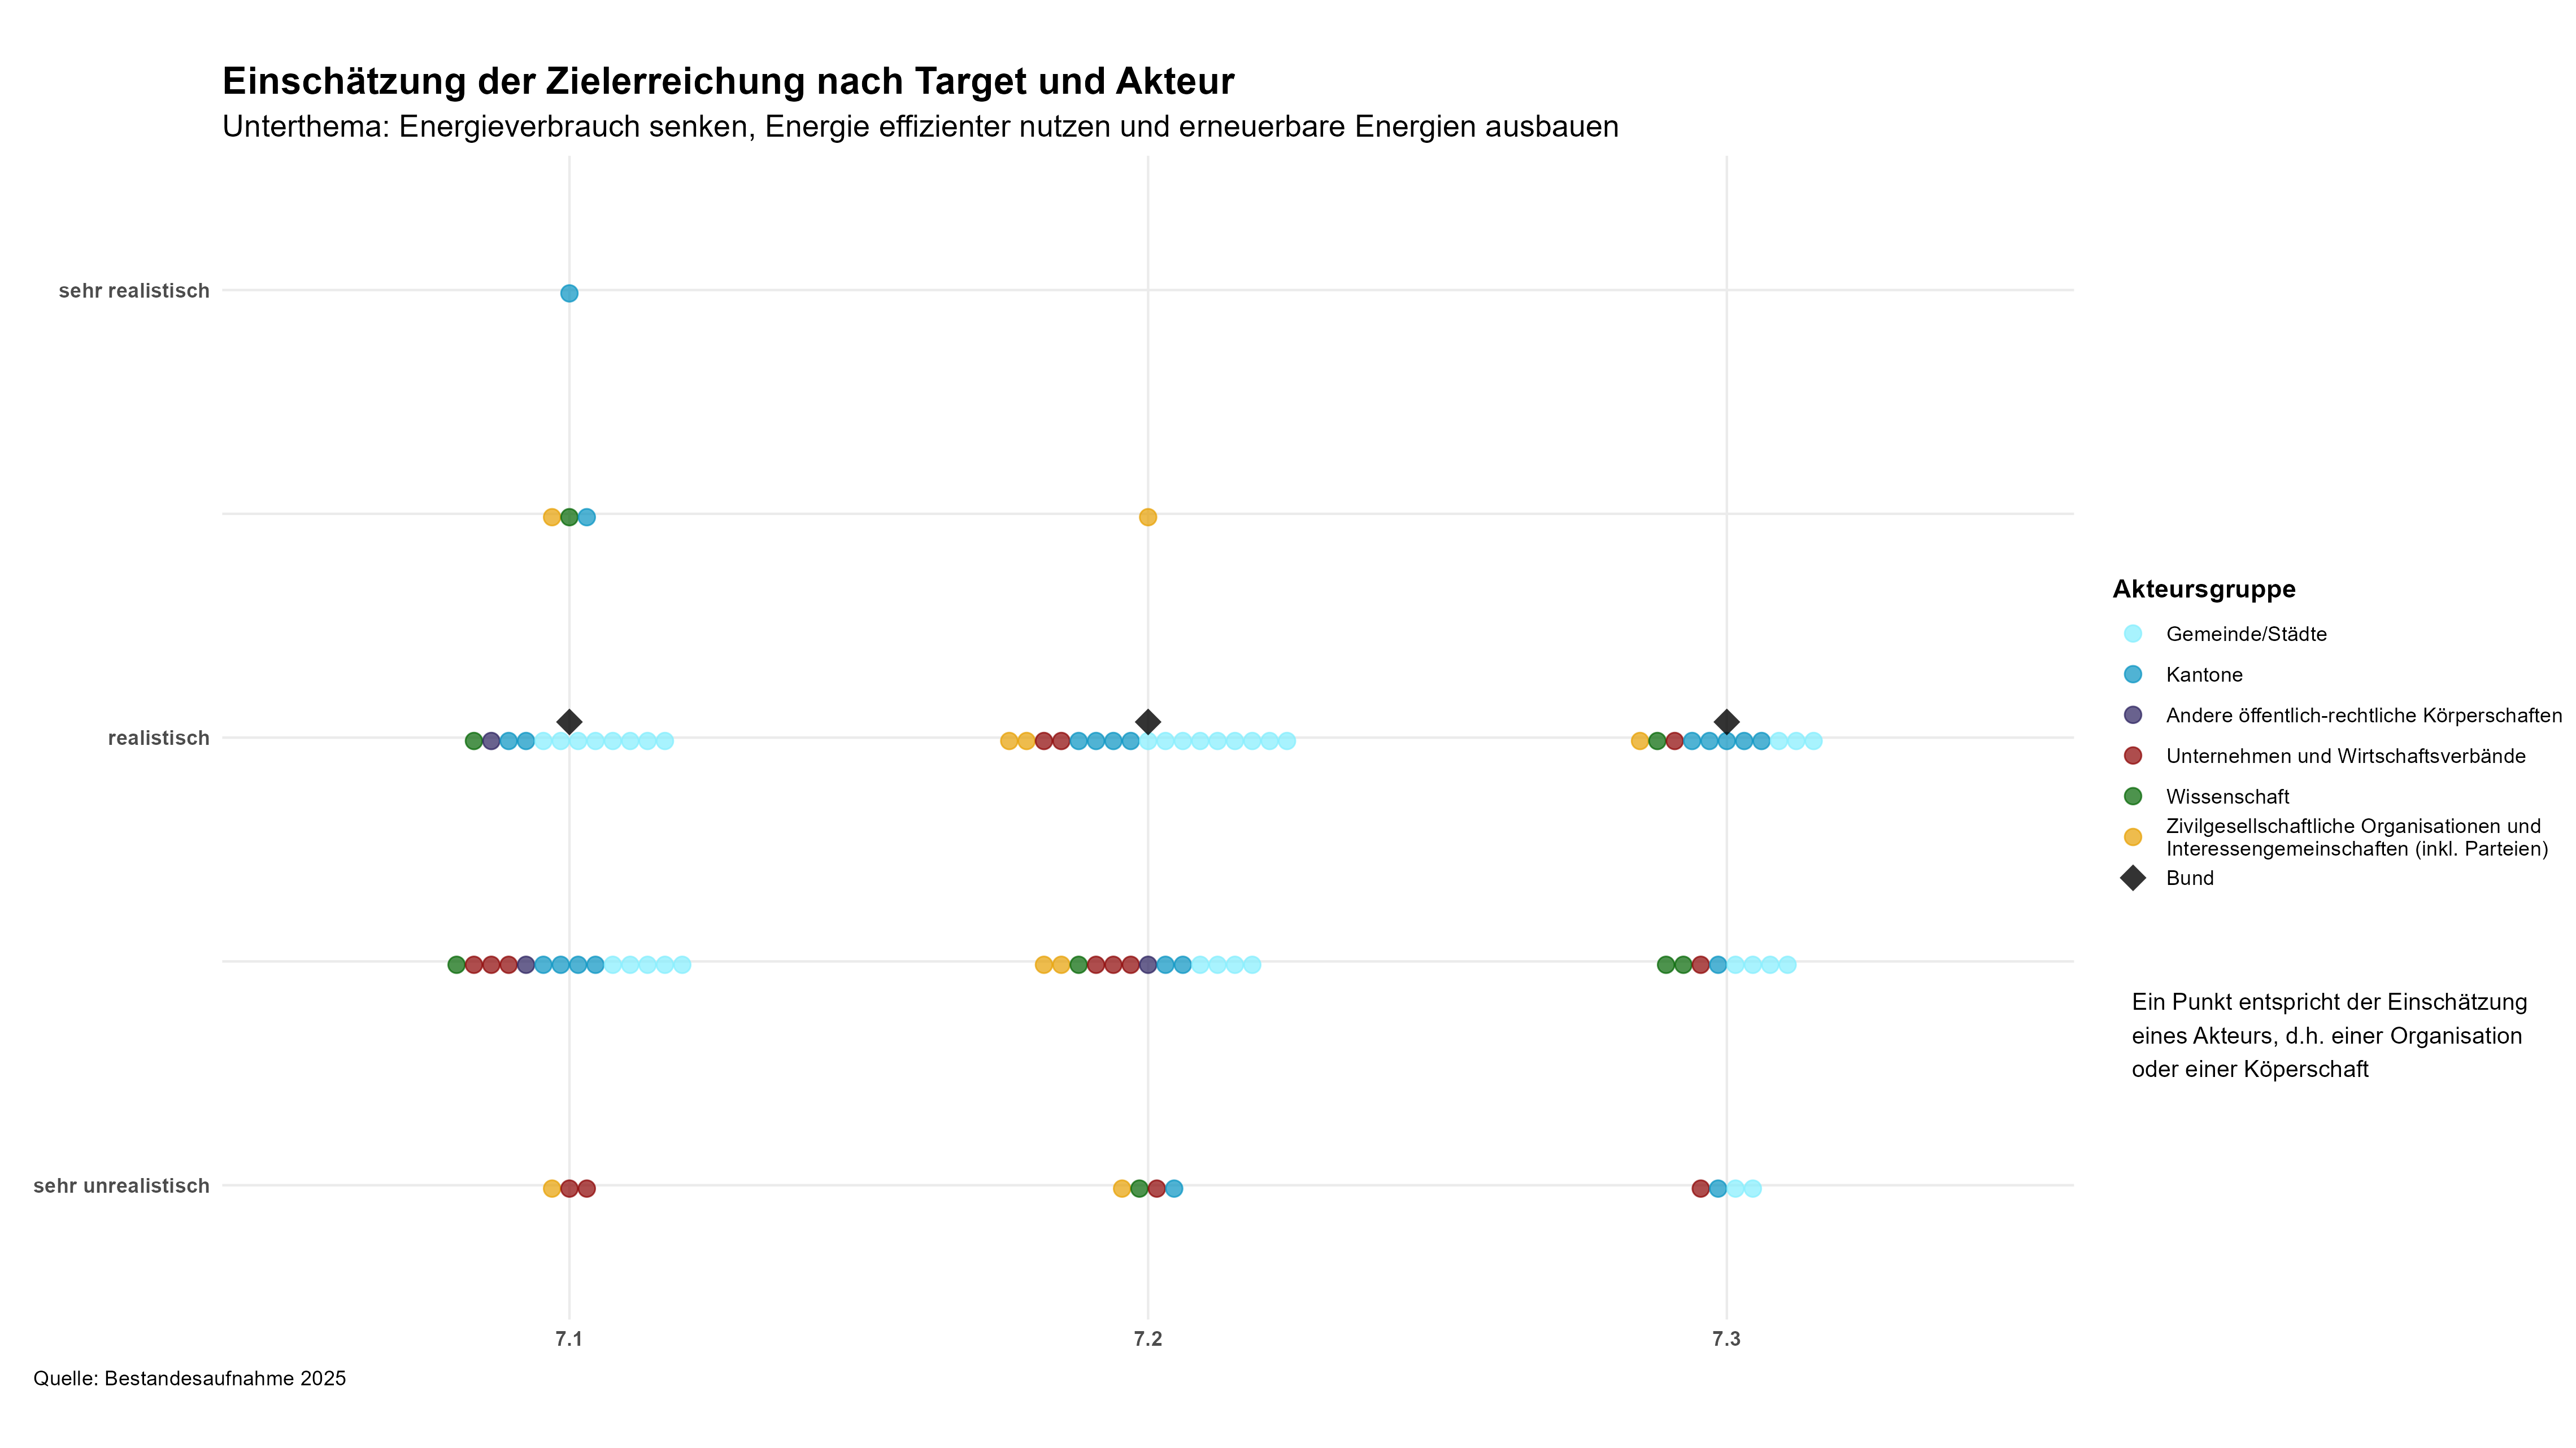 Einschätzung der Zielerreichung nach Target und Akteur
Unterthema: Energieverbrauch senken, Energie effizienter nutzen und erneuerbare Energien ausbauen
sehr realistisch
realistisch
sehr unrealistisch
7.1
7.2
7.3
Akteursgruppe
Gemeinde/Städte
Kantone
Andere öffentlich-rechtliche Körperschaften
Unternehmen und Wirtschaftsverbände
Wissenschaft
Zivilgesellschaftliche Organisationen und
Interessengemeinschaften (inkl. Parteien)
Bund
Ein Punkt entspricht der Einschätzung
eines Akteurs, d.h. einer Organisation
oder einer Köperschaft
Quelle: Bestandesaufnahme 2025